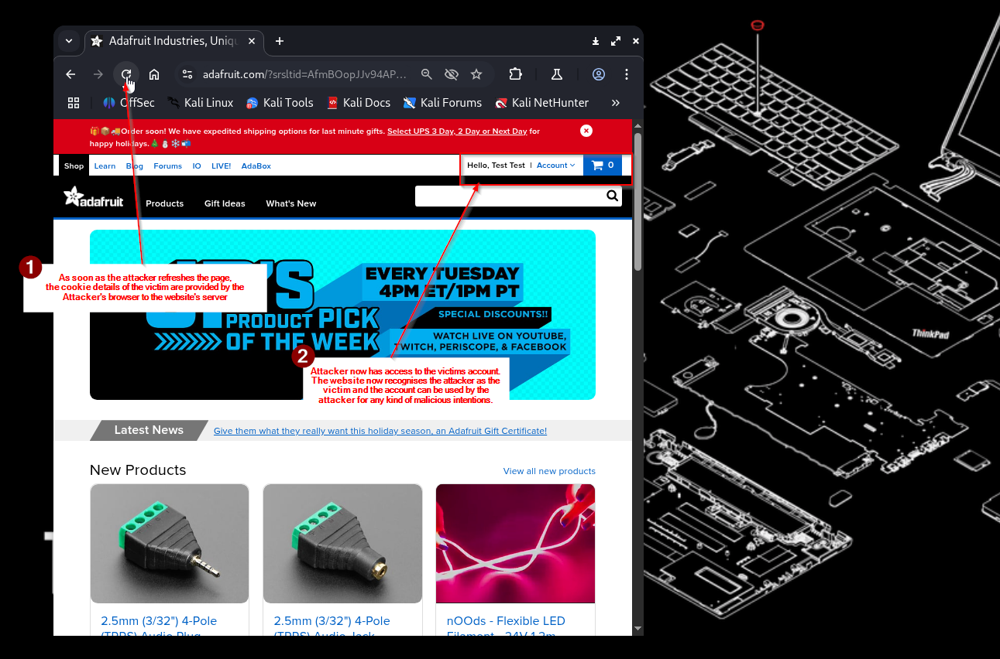 Adafruit Industries, Uniqu
adafruit.com/?srsltid=AfmBOopJJv94AP...
OffSec Kali Linux Kali Tools Kali Docs Kali Forums Kali NetHunter »
🎁📦🚚Order soon! We have expedited shipping options for last minute gifts. Select UPS 3 Day, 2 Day or Next Day for
happy holidays.🎄⛄❄️📬
Shop Learn Blog Forums IO LIVE! AdaBox Hello, Test Test | Account 0
adafruit Products Gift Ideas What's New
1
As soon as the attacker refreshes the page,
the cookie details of the victim are provided by the
Attacker's browser to the website's server
EVERY TUESDAY
4PM ET/1PM PT
SPECIAL DISCOUNTS!!
PRODUCT PICK
OF THE WEEK
WATCH LIVE ON YOUTUBE,
TWITCH, PERISCOPE, & FACEBOOK
2
Attacker now has access to the victims account.
The website now recognises the attacker as the
victim and the account can be used by the
attacker for any kind of malicious intentions.
Latest News Give them what they really want this holiday season, an Adafruit Gift Certificate!
New Products View all new products
2.5mm (3/32") 4-Pole
(TRRS) Audio Plug
2.5mm (3/32") 4-Pole
(TRRS) Audio Jack
nOOds - Flexible LED
Filament - 24V 1.2m
ThinkPad